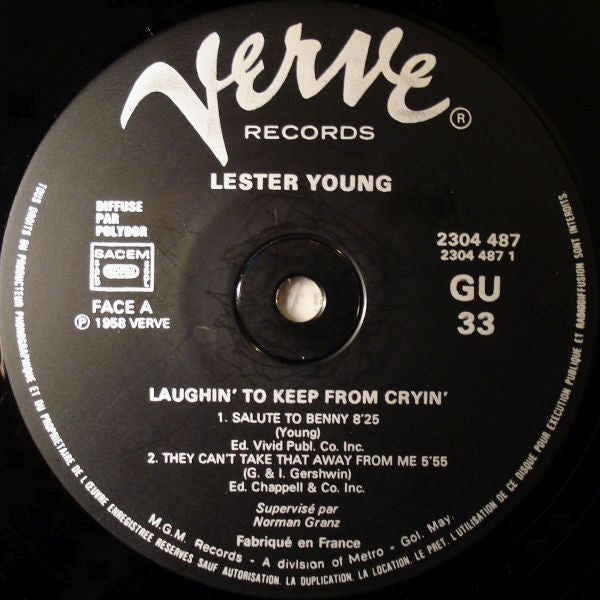 Verve
®
RECORDS
LESTER YOUNG
DIFFUSE
PAR
POLYDOR
SACEM
FACE A
℗ 1958 VERVE
2304 487
2304 487 1
GU
33
LAUGHIN' TO KEEP FROM CRYIN'
1. SALUTE TO BENNY 8'25
(Young)
Ed. Vivid Publ. Co. Inc.
2. THEY CAN'T TAKE THAT AWAY FROM ME 5'55
(G. & I. Gershwin)
Ed. Chappell & Co. Inc.
Supervisé par
Norman Granz
Fabriqué en France
M.G.M. Records - A division of Metro - Gol. May.
TOUS DROITS DU PRODUCTEUR PHONOGRAPHIQUE ET DU PROPRIETAIRE DE L'ŒUVRE ENREGISTREE RESERVES SAUF AUTORISATION. LA DUPLICATION. LA LOCATION. LE PRET. L'UTILISATION DE CE DISQUE POUR EXECUTION PUBLIQUE ET RADIODIFFUSION SONT INTERDITS.